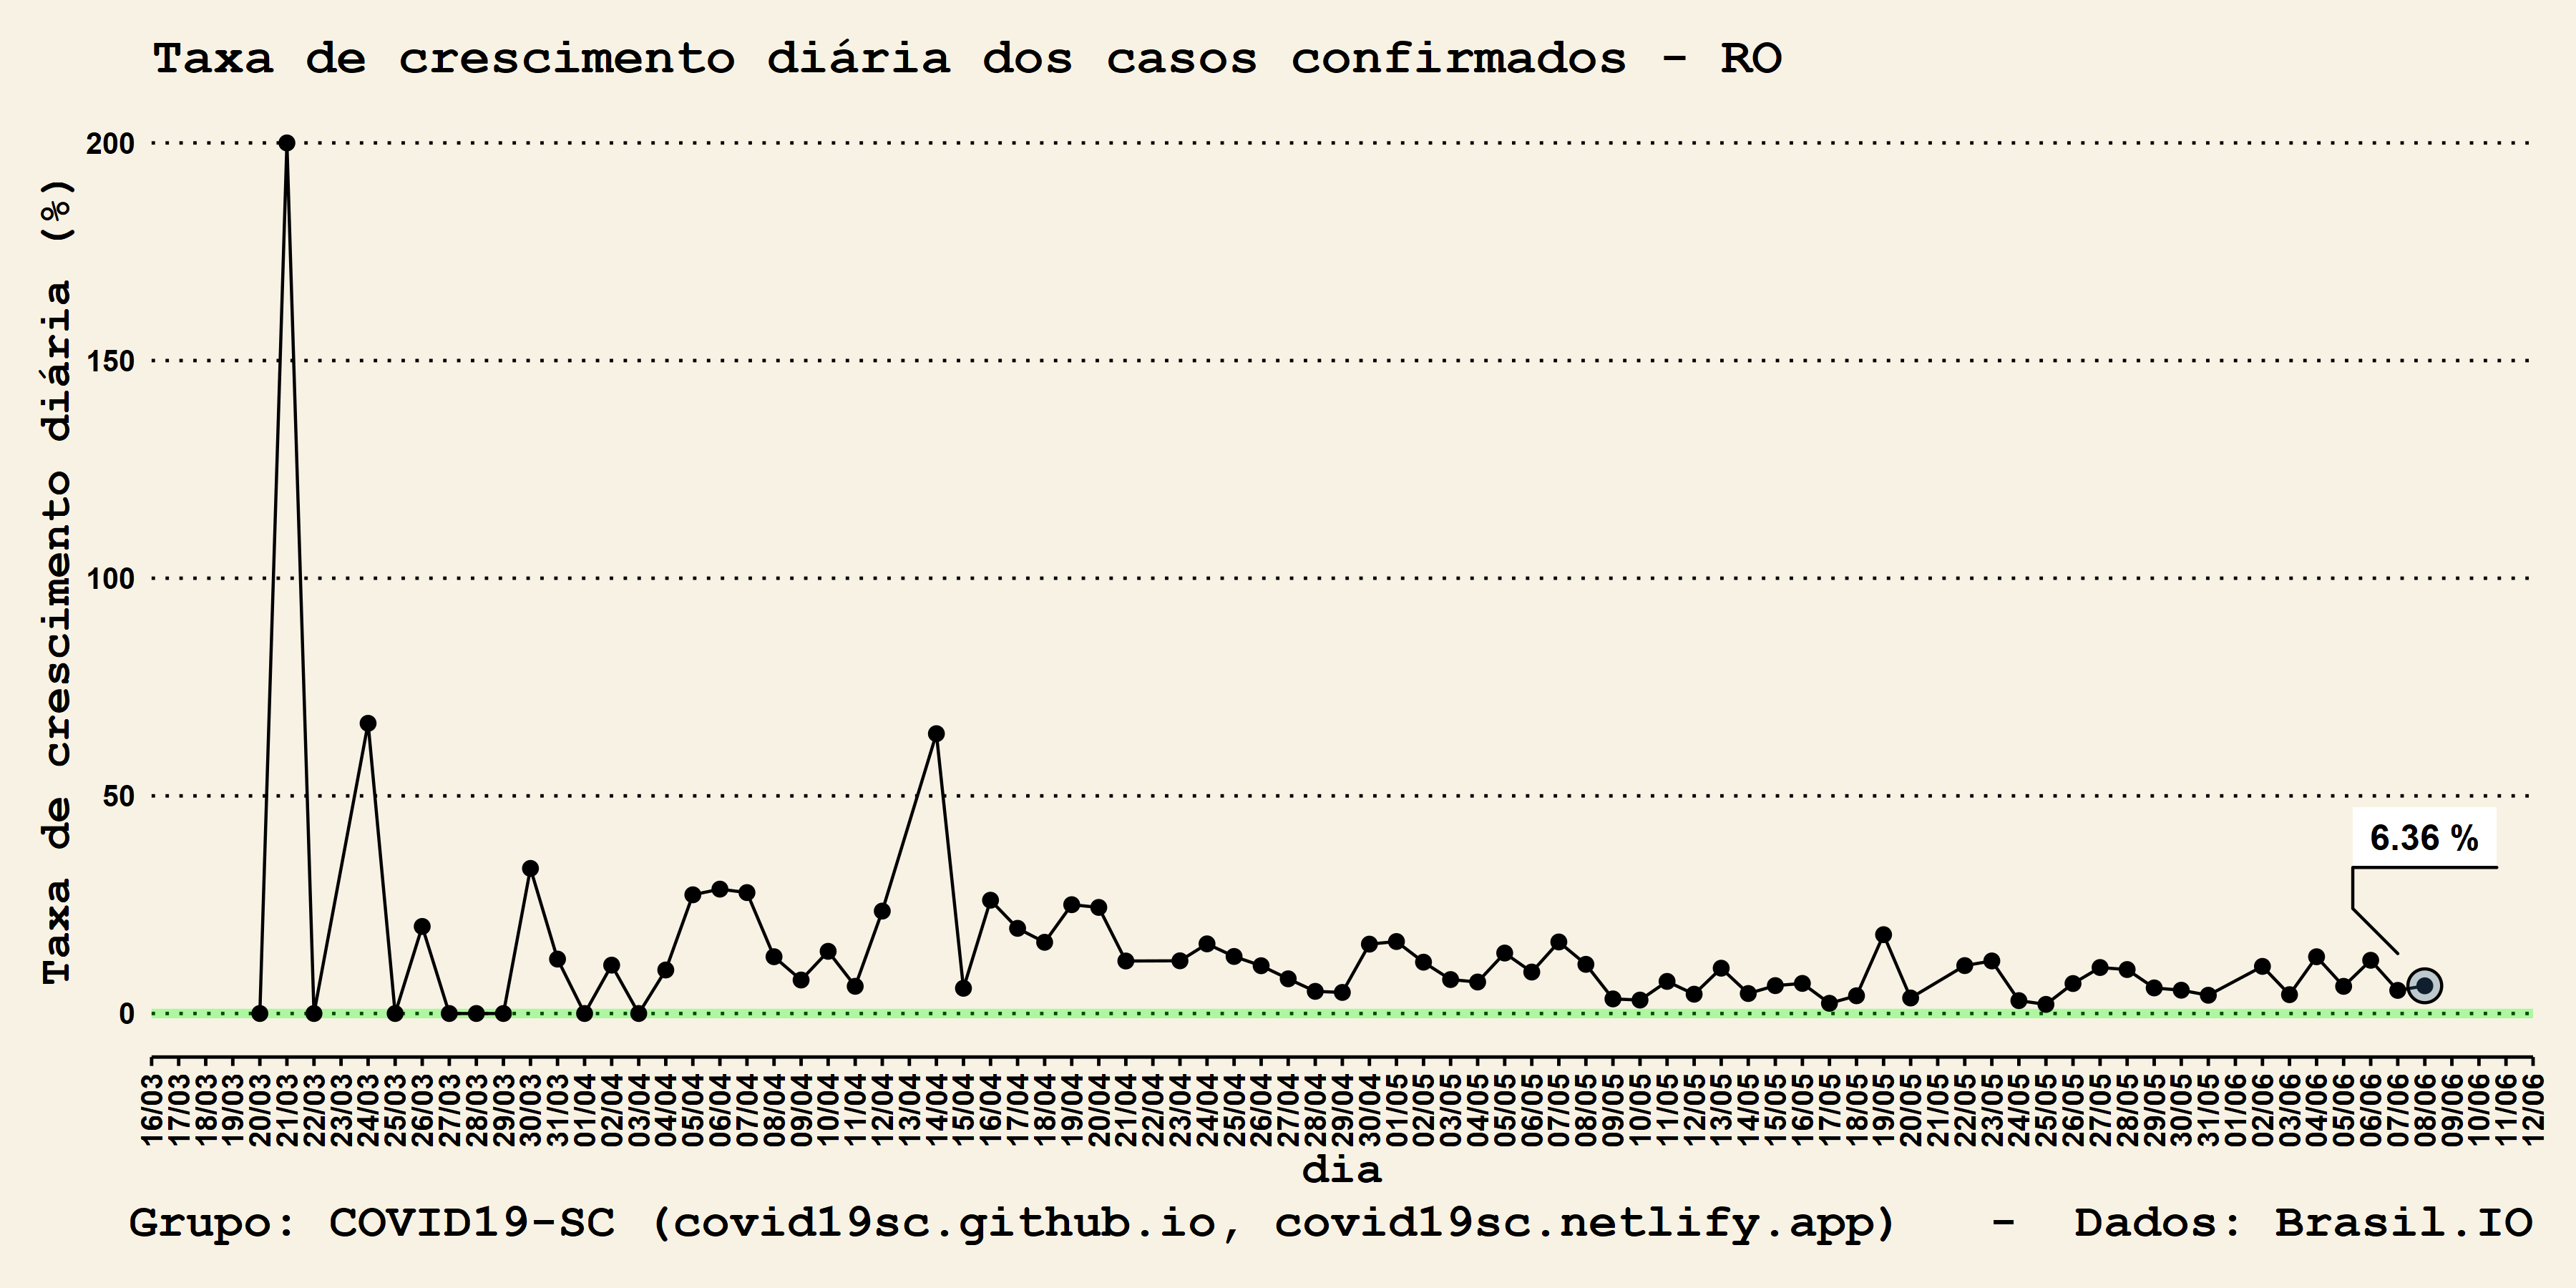 Taxa de crescimento diária dos casos confirmados - RO
Taxa de crescimento diária (%)
200
150
100
50
0
6.36 %
16/03 17/03 18/03 19/03 20/03 21/03 22/03 23/03 24/03 25/03 26/03 27/03 28/03 29/03 30/03 31/03 01/04 02/04 03/04 04/04 05/04 06/04 07/04 08/04 09/04 10/04 11/04 12/04 13/04 14/04 15/04 16/04 17/04 18/04 19/04 20/04 21/04 22/04 23/04 24/04 25/04 26/04 27/04 28/04 29/04 30/04 01/05 02/05 03/05 04/05 05/05 06/05 07/05 08/05 09/05 10/05 11/05 12/05 13/05 14/05 15/05 16/05 17/05 18/05 19/05 20/05 21/05 22/05 23/05 24/05 25/05 26/05 27/05 28/05 29/05 30/05 31/05 01/06 02/06 03/06 04/06 05/06 06/06 07/06 08/06 09/06 10/06 11/06 12/06
dia
Grupo: COVID19-SC (covid19sc.github.io, covid19sc.netlify.app) - Dados: Brasil.IO